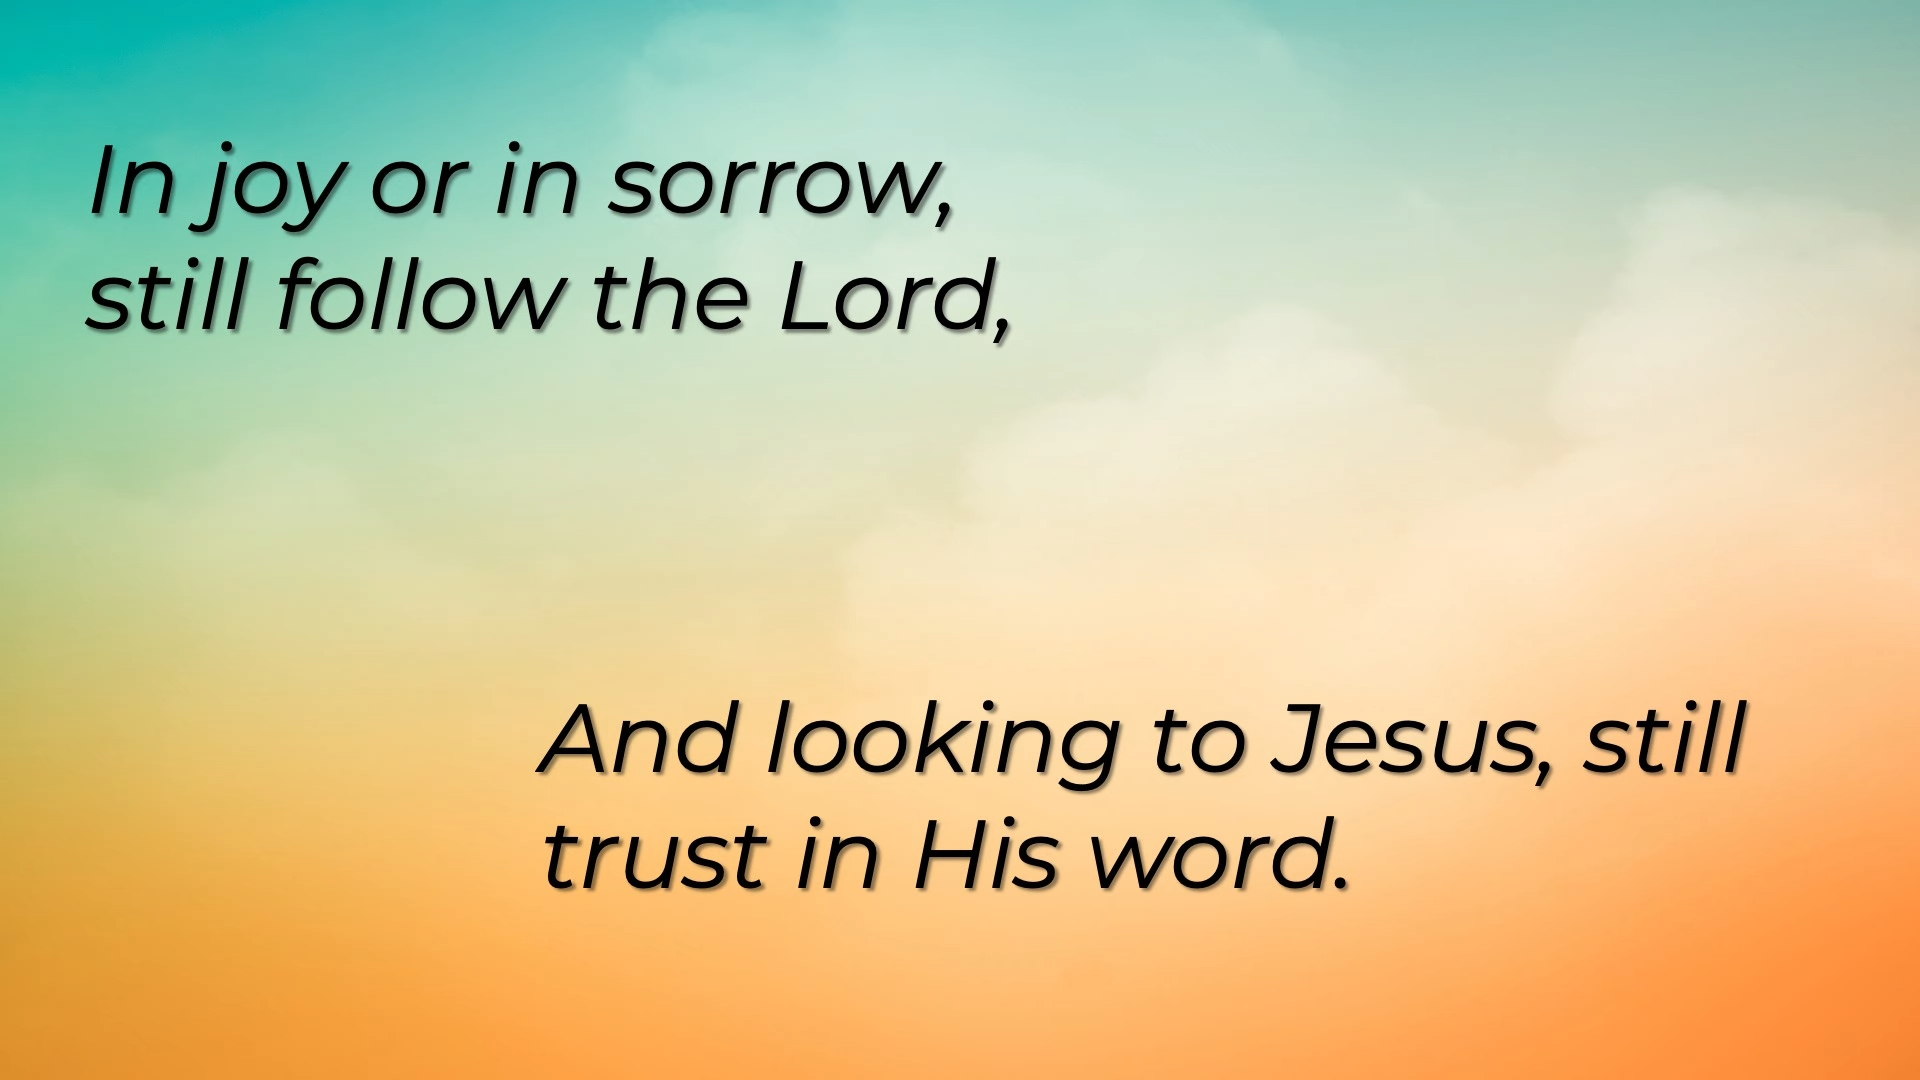 In joy or in sorrow,
still follow the Lord,
And looking to Jesus, still
trust in His word.